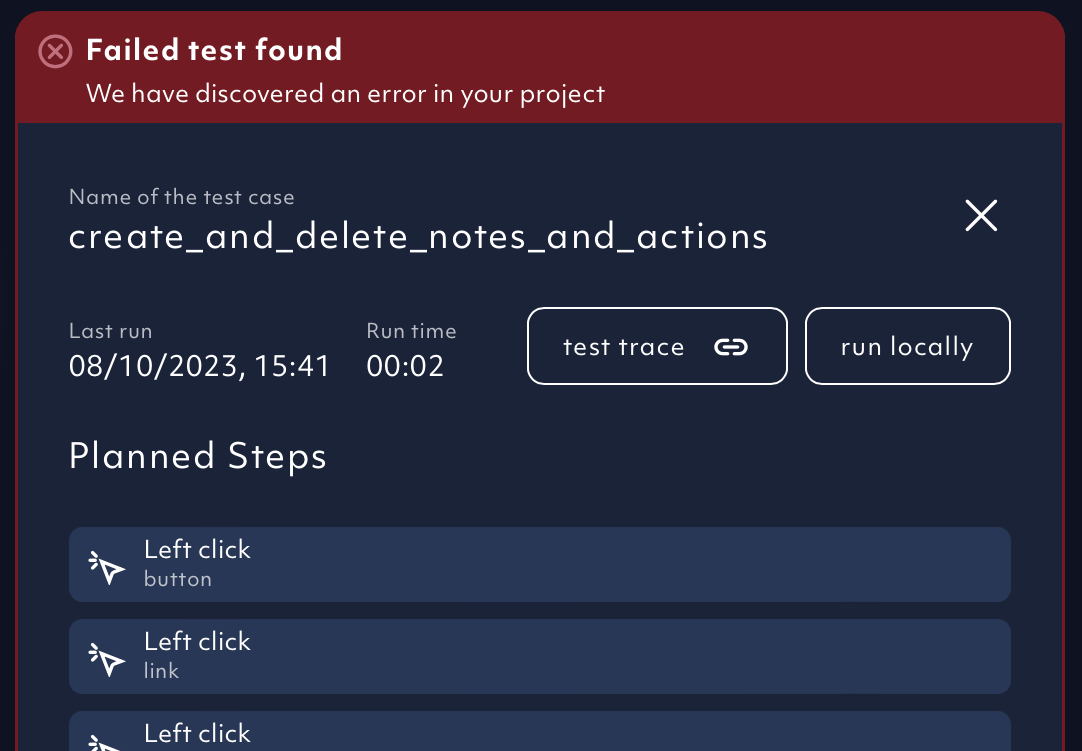 Failed test found
We have discovered an error in your project
Name of the test case
create_and_delete_notes_and_actions
Last run
08/10/2023, 15:41
Run time
00:02
test trace
run locally
Planned Steps
Left click
button
Left click
link
Left click